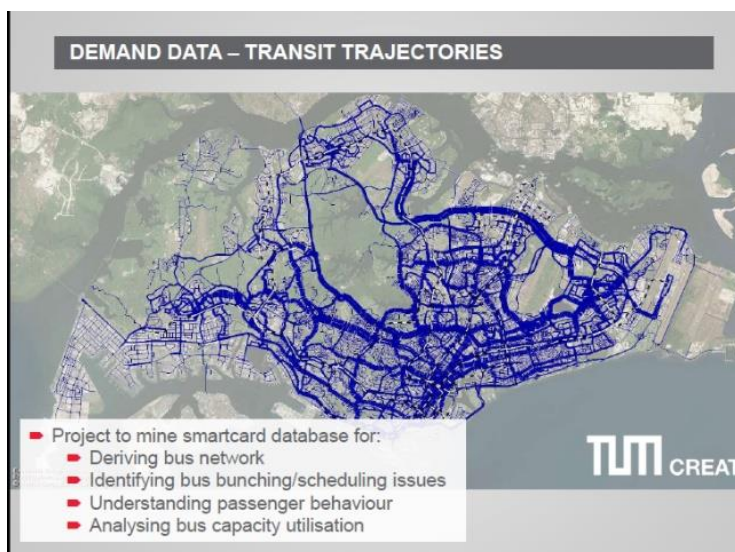 DEMAND DATA – TRANSIT TRAJECTORIES
Project to mine smartcard database for:
Deriving bus network
Identifying bus bunching/scheduling issues
Understanding passenger behaviour
Analysing bus capacity utilisation
TUM CREAT